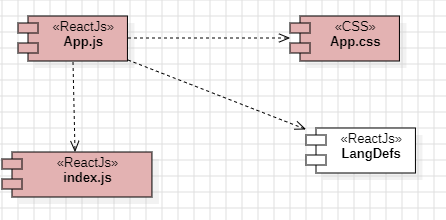 «ReactJs»
App.js
«CSS»
App.css
«ReactJs»
LangDefs
«ReactJs»
index.js